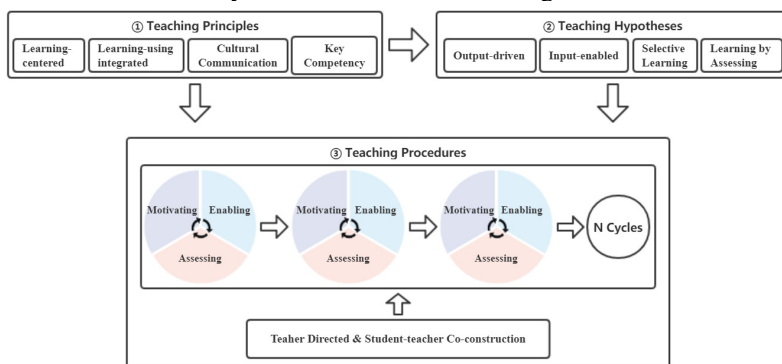 ① Teaching Principles
Learning-
centered
Learning-using
integrated
Cultural
Communication
Key
Competency
② Teaching Hypotheses
Output-driven
Input-enabled
Selective
Learning
Learning by
Assessing
③ Teaching Procedures
Motivating
Enabling
Assessing
Motivating
Enabling
Assessing
Motivating
Enabling
Assessing
N Cycles
Teaher Directed & Student-teacher Co-construction